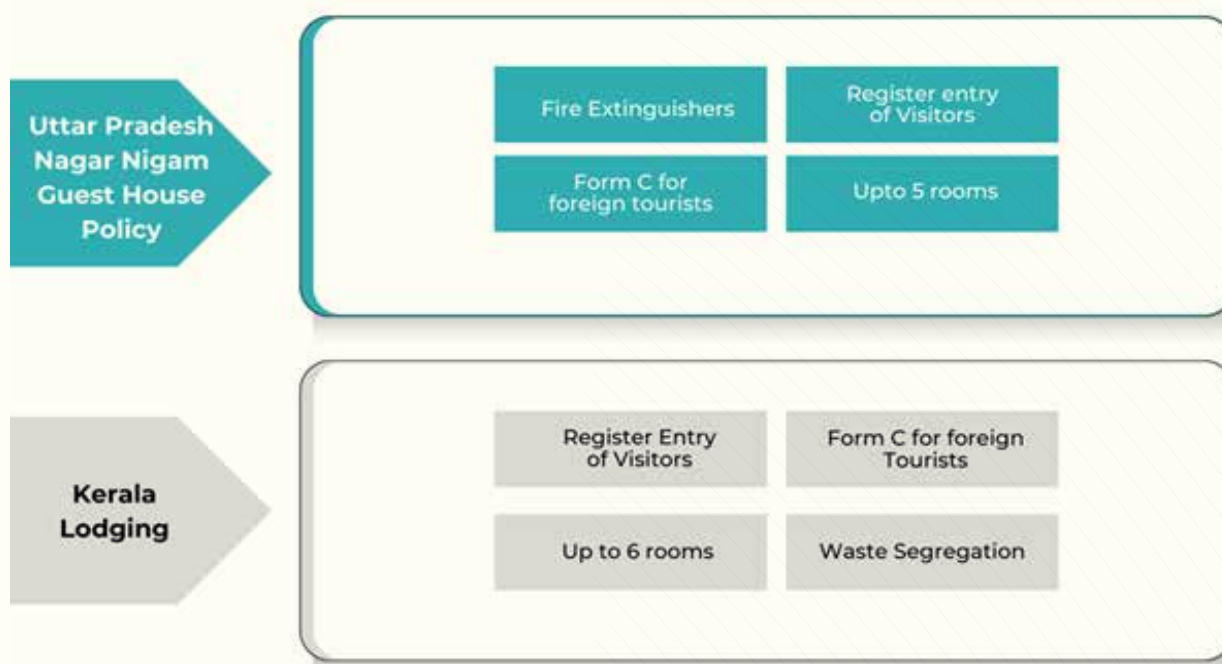 Uttar Pradesh
Nagar Nigam
Guest House
Policy
Fire Extinguishers
Register entry
of Visitors
Form C for
foreign tourists
Upto 5 rooms
Kerala
Lodging
Register Entry
of Visitors
Form C for foreign
Tourists
Up to 6 rooms
Waste Segregation